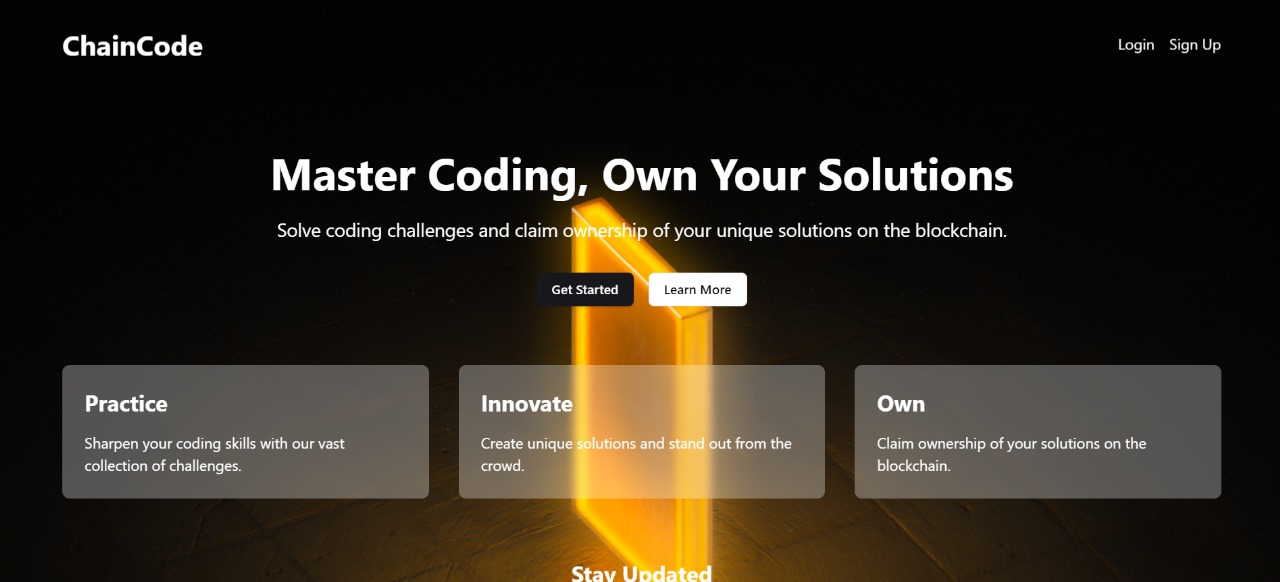 ChainCode
Login Sign Up
Master Coding, Own Your Solutions
Solve coding challenges and claim ownership of your unique solutions on the blockchain.
Get Started Learn More
Practice
Sharpen your coding skills with our vast
collection of challenges.
Innovate
Create unique solutions and stand out from the
crowd.
Own
Claim ownership of your solutions on the
blockchain.
Stay Updated